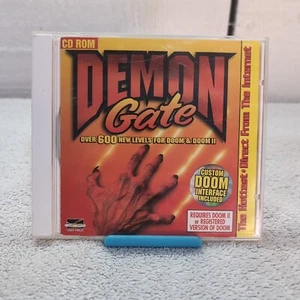 CD ROM
DEMON
Gate
OVER 600 NEW LEVELS FOR DOOM & DOOM II
CUSTOM
DOOM
INTERFACE
INCLUDED!
REQUIRES DOOM II
or REGISTERED
VERSION OF DOOM
The Hottest • Direct From The Internet